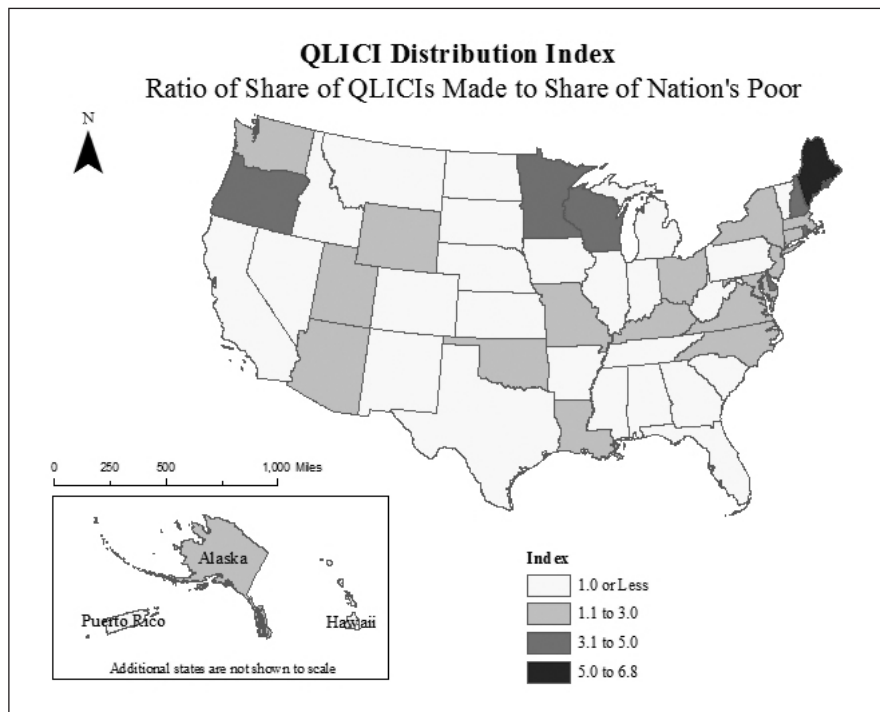 QLICI Distribution Index
Ratio of Share of QLICIs Made to Share of Nation's Poor
N
0 250 500 1,000 Miles
Alaska
Puerto Rico
Hawaii
Additional states are not shown to scale
Index
1.0 or Less
1.1 to 3.0
3.1 to 5.0
5.0 to 6.8